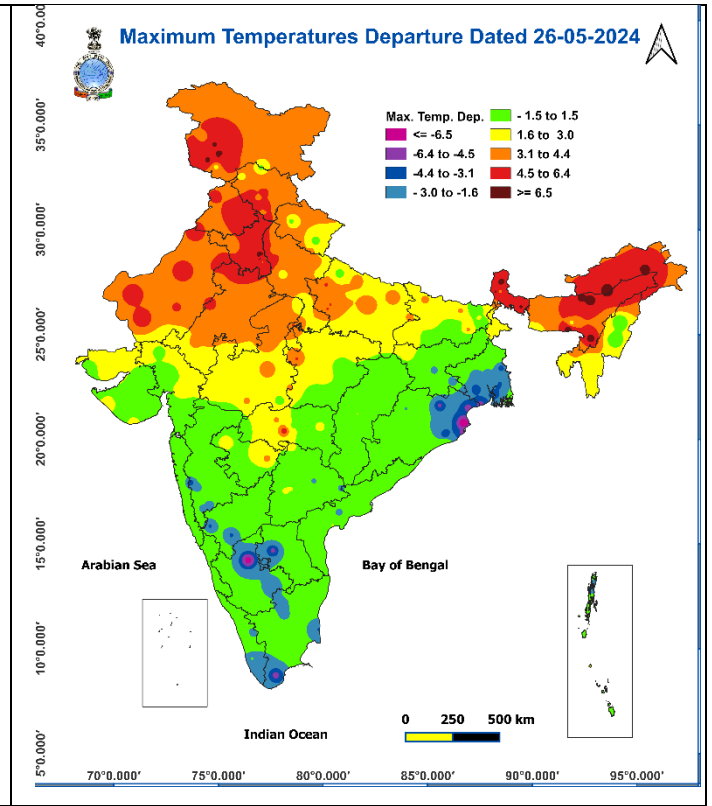 Maximum Temperatures Departure Dated 26-05-2024
Max. Temp. Dep.
<= -6.5
-6.4 to -4.5
-4.4 to -3.1
- 3.0 to -1.6
- 1.5 to 1.5
1.6 to 3.0
3.1 to 4.4
4.5 to 6.4
>= 6.5
40°0.000'
35°0.000'
30°0.000'
25°0.000'
20°0.000'
15°0.000'
10°0.000'
5°0.000'
Arabian Sea
Bay of Bengal
Indian Ocean
0 250 500 km
70°0.000' 75°0.000' 80°0.000' 85°0.000' 90°0.000' 95°0.000'